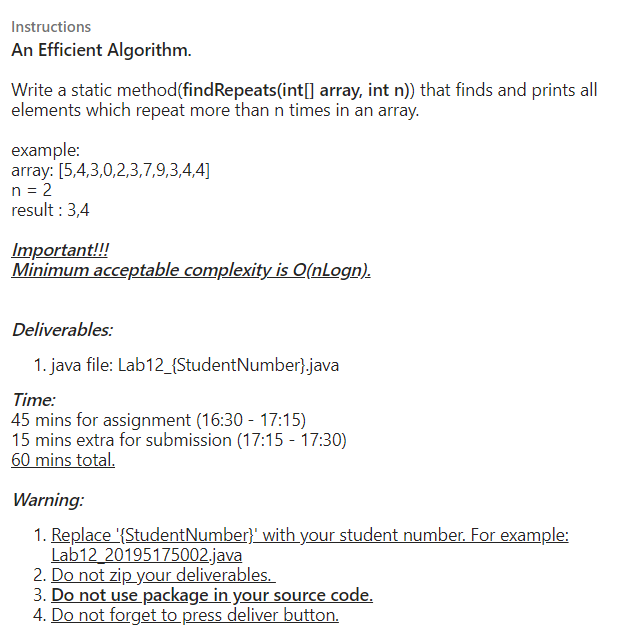 Instructions
An Efficient Algorithm.
Write a static method(findRepeats(int[] array, int n)) that finds and prints all
elements which repeat more than n times in an array.
example:
array: [5,4,3,0,2,3,7,9,3,4,4]
n = 2
result : 3,4
Important!!!
Minimum acceptable complexity is O(nLogn).
Deliverables:
1. java file: Lab12_{StudentNumber}.java
Time:
45 mins for assignment (16:30 - 17:15)
15 mins extra for submission (17:15 - 17:30)
60 mins total.
Warning:
1. Replace '{StudentNumber}' with your student number. For example:
Lab12_20195175002.java
2. Do not zip your deliverables.
3. Do not use package in your source code.
4. Do not forget to press deliver button.